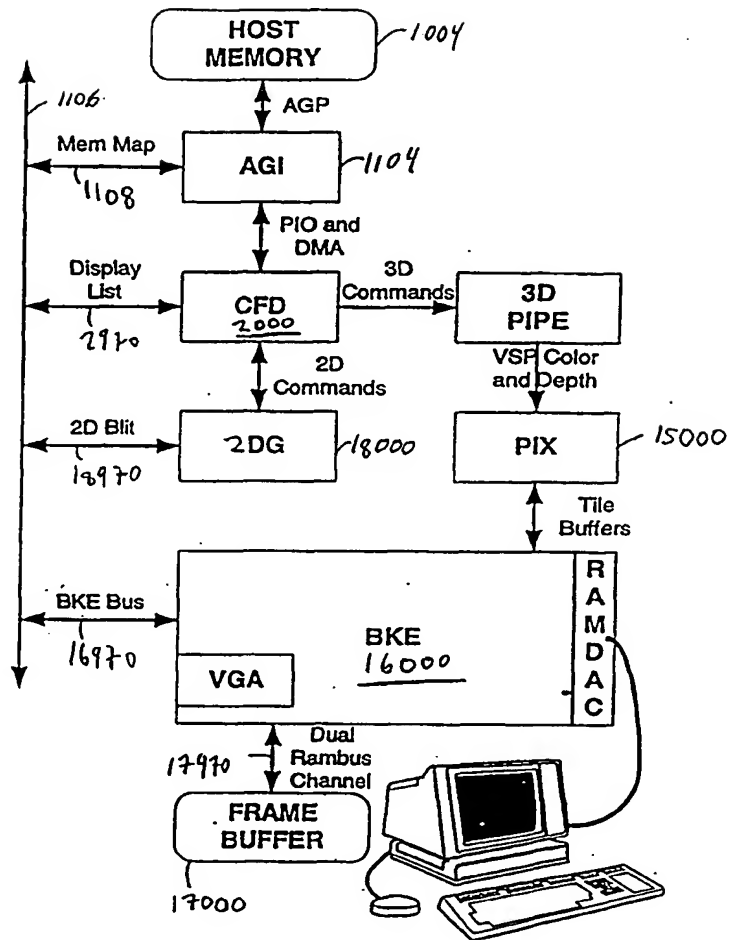 HOST
MEMORY
1004
1106
AGP
Mem Map
1108
AGI
1104
PIO and
DMA
Display
List
2970
CFD
2000
3D
Commands
3D
PIPE
2D
Commands
VSP Color
and Depth
2D Blit
18970
2DG
18000
PIX
15000
Tile
Buffers
BKE Bus
16970
BKE
16000
VGA
RAMDAC
17970
Dual
Rambus
Channel
FRAME
BUFFER
17000